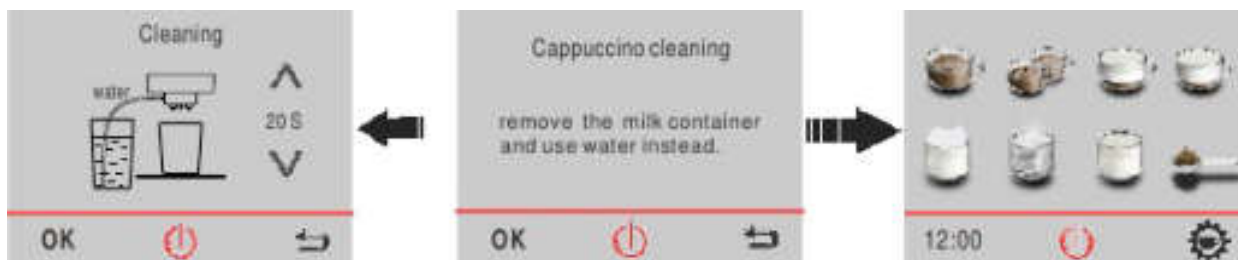 Cleaning
water
20 S
OK
Cappuccino cleaning
remove the milk container
and use water instead.
OK
12:00